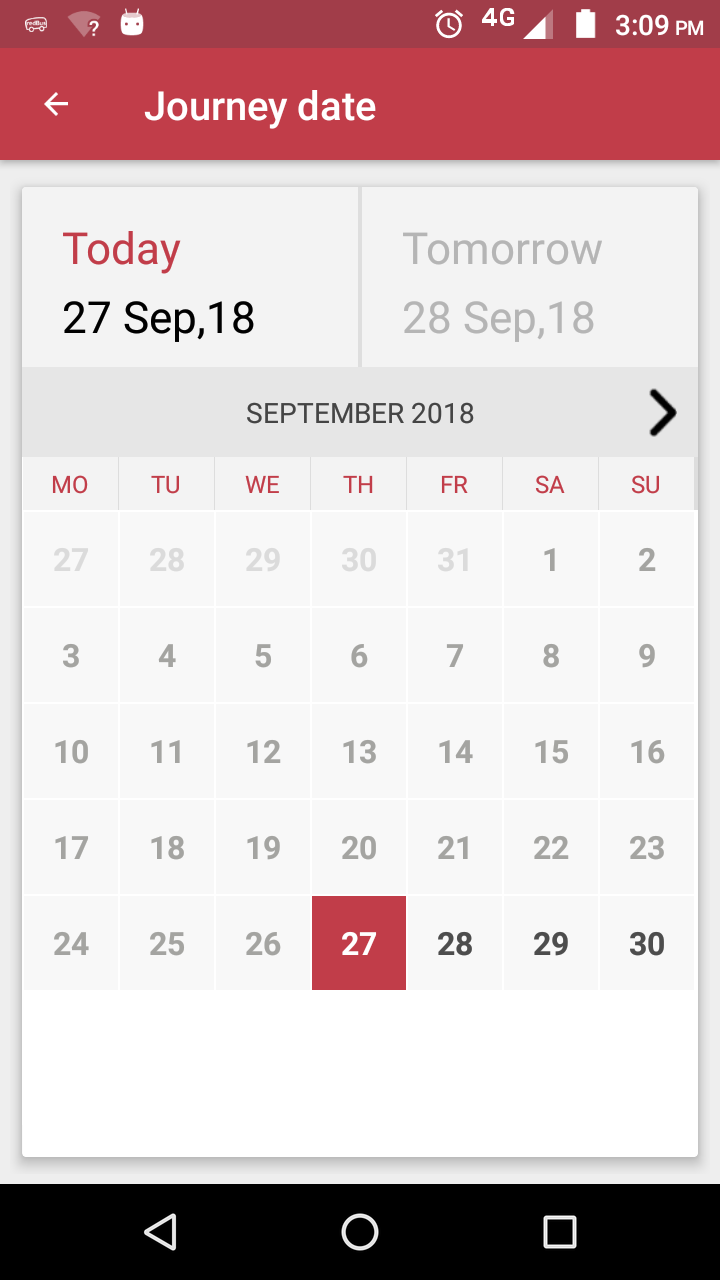 redBus ? 4G 3:09 PM
Journey date
Today Tomorrow
27 Sep,18 28 Sep,18
SEPTEMBER 2018
MO TU WE TH FR SA SU
27 28 29 30 31 1 2
3 4 5 6 7 8 9
10 11 12 13 14 15 16
17 18 19 20 21 22 23
24 25 26 27 28 29 30